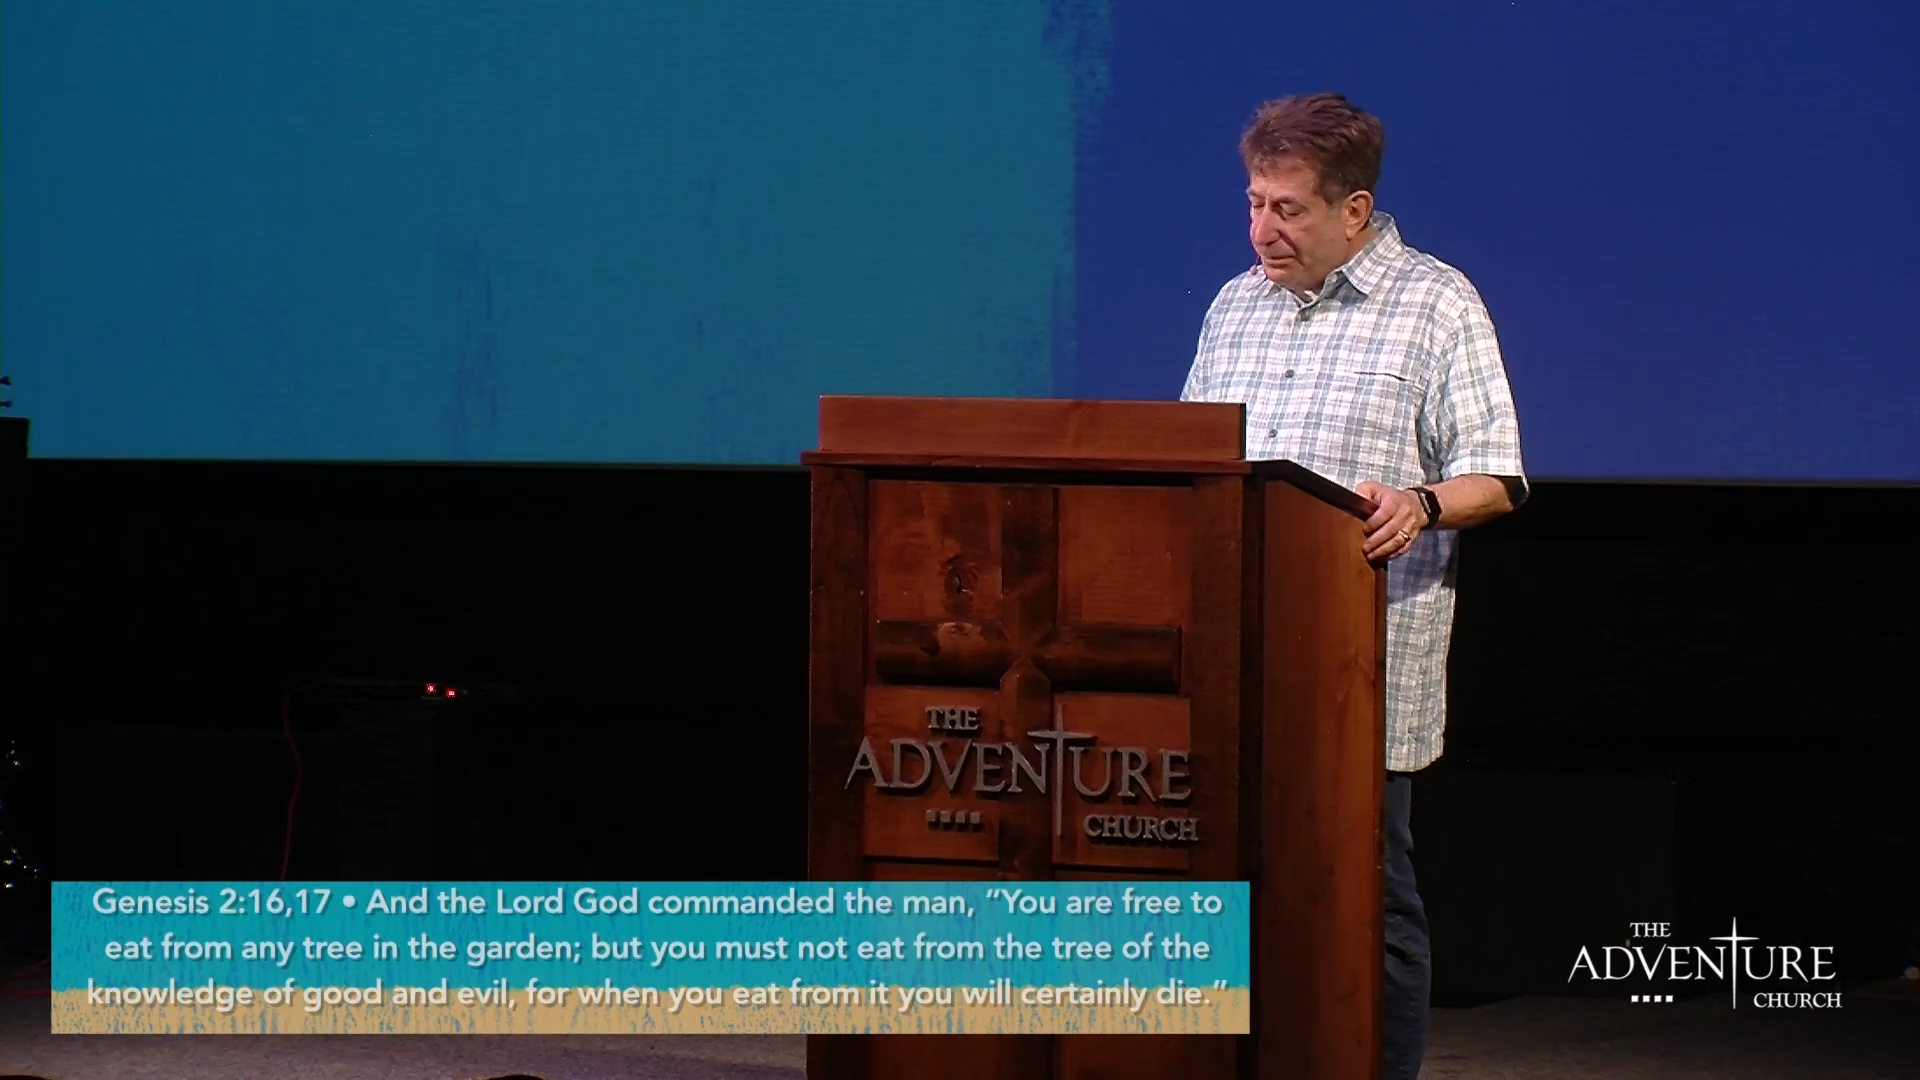 THE
ADVENTURE
CHURCH
Genesis 2:16,17 • And the Lord God commanded the man, “You are free to
eat from any tree in the garden; but you must not eat from the tree of the
knowledge of good and evil, for when you eat from it you will certainly die.”
THE
ADVENTURE
CHURCH